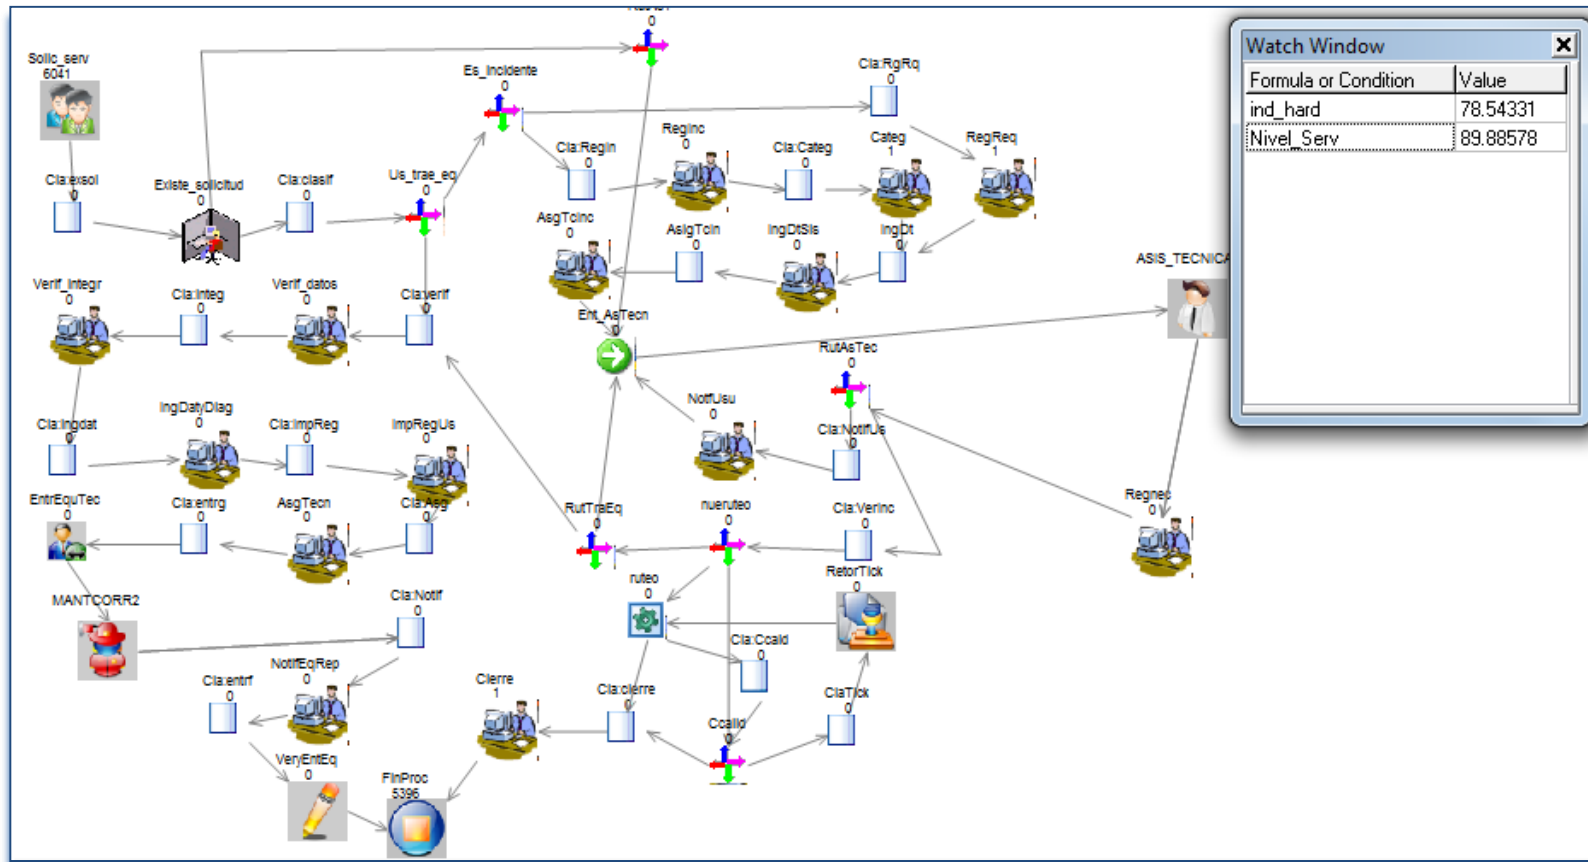 0
Solic_serv
6041
Es_Incidente
0
Cla:RgRq
0
Watch Window
Formula or Condition
Value
ind_hard
78.54331
Nivel_Serv
89.88578
Cla:exsol
0
Existe_solicitud
0
Cla:clasif
0
Us_trae_eq
0
Cla:RegIn
0
RegInc
0
Cla:Categ
0
Categ
1
RegReq
1
AsgTcInc
0
AsigTcIn
0
IngDtSis
0
IngDt
0
ASIS_TECNICA
Verif_Integr
0
Cla:Integ
0
Verif_datos
0
Cla:verif
0
Ent_AsTecn
0
RutAsTec
0
Cla:Ingdat
0
IngDatyDiag
0
Cla:ImpReg
0
ImpRegUs
0
NotfUsu
0
Cla:NotifUs
0
EntrEquTec
0
Cla:entrg
0
AsgTecn
0
Cla:Asg
0
RutTraEq
0
nueruteo
0
Cla:VerInc
0
Regnec
0
MANTCORR2
Cla:Notif
0
ruteo
0
RetorTick
0
Cla:Ccald
0
Cla:entrf
0
NotifEqRep
0
Cierre
1
Cla:cierre
0
Ccalid
0
ClaTick
0
VeryEntEq
0
FinProc
5396